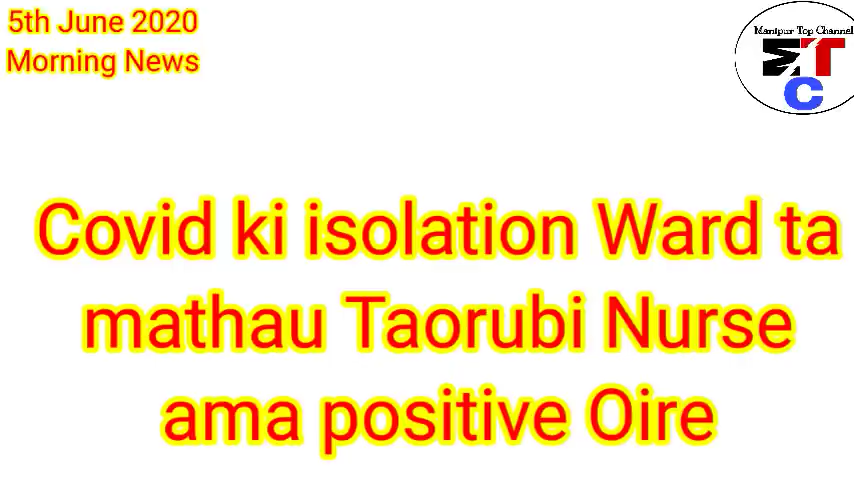 5th June 2020
Morning News
Manipur Top Channel
MT
C
Covid ki isolation Ward ta
mathau Taorubi Nurse
ama positive Oire